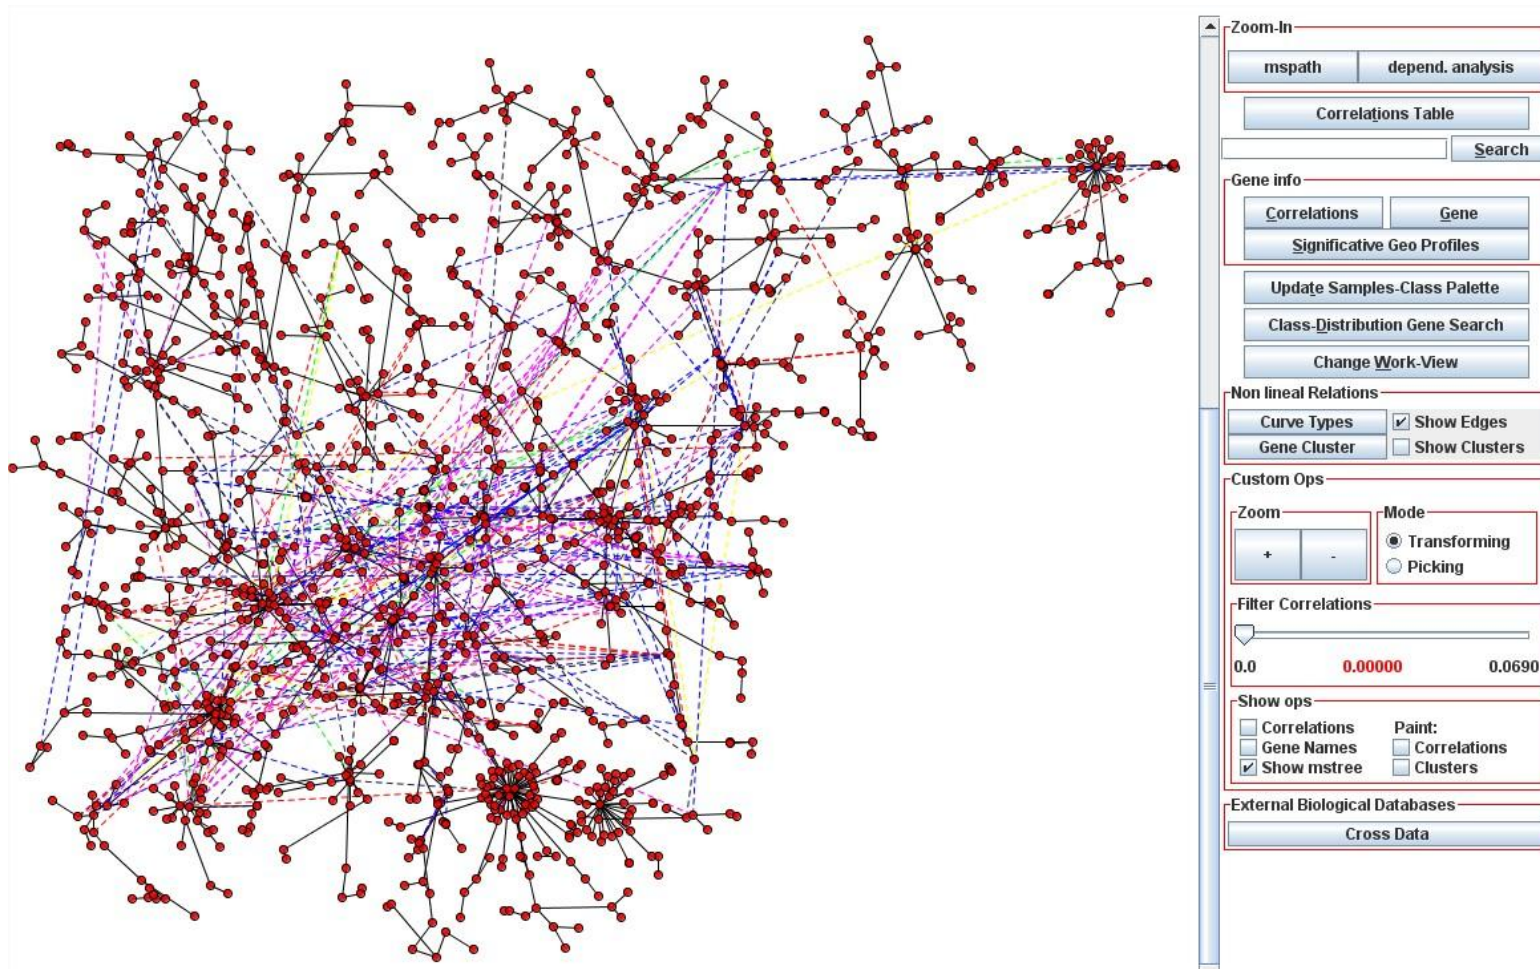 Zoom-In
mspath depend. analysis
Correlations Table
Search
Gene info
Correlations Gene
Significative Geo Profiles
Update Samples-Class Palette
Class-Distribution Gene Search
Change Work-View
Non lineal Relations
Curve Types Show Edges
Gene Cluster Show Clusters
Custom Ops
Zoom Mode
+ - Transforming
Picking
Filter Correlations
0.0 0.00000 0.0690
Show ops
Correlations Paint:
Gene Names Correlations
Show mstree Clusters
External Biological Databases
Cross Data